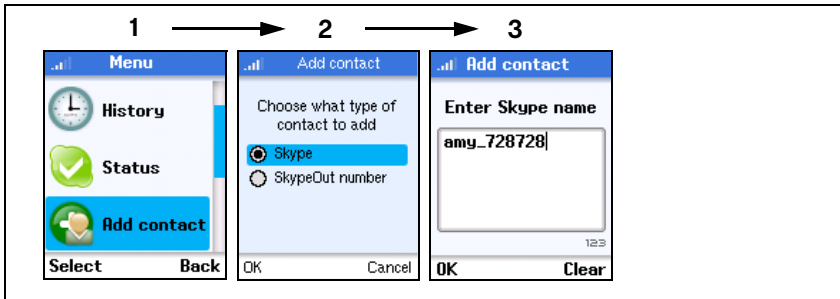 1 2 3
Menu
History
Status
Add contact
Select Back
Add contact
Choose what type of
contact to add
Skype
SkypeOut number
OK Cancel
Add contact
Enter Skype name
amy_728728
123
OK Clear